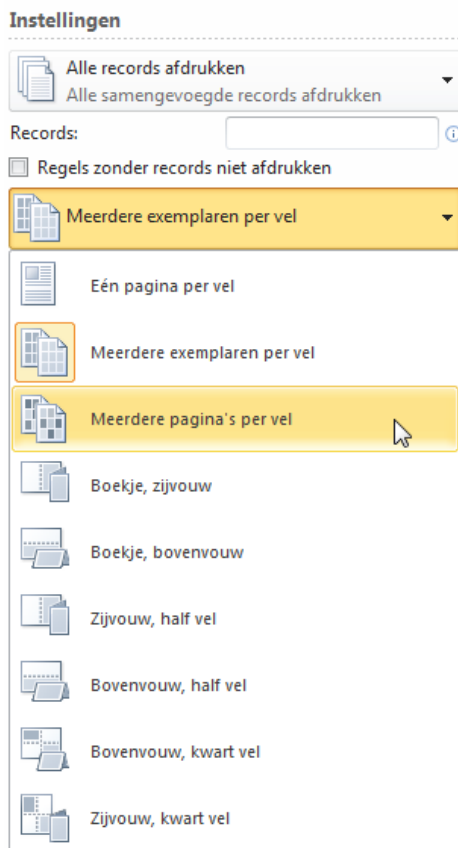 Instellingen
Alle records afdrukken
Alle samengevoegde records afdrukken
Records:
Regels zonder records niet afdrukken
Meerdere exemplaren per vel
Eén pagina per vel
Meerdere exemplaren per vel
Meerdere pagina's per vel
Boekje, zijvouw
Boekje, bovenvouw
Zijvouw, half vel
Bovenvouw, half vel
Bovenvouw, kwart vel
Zijvouw, kwart vel